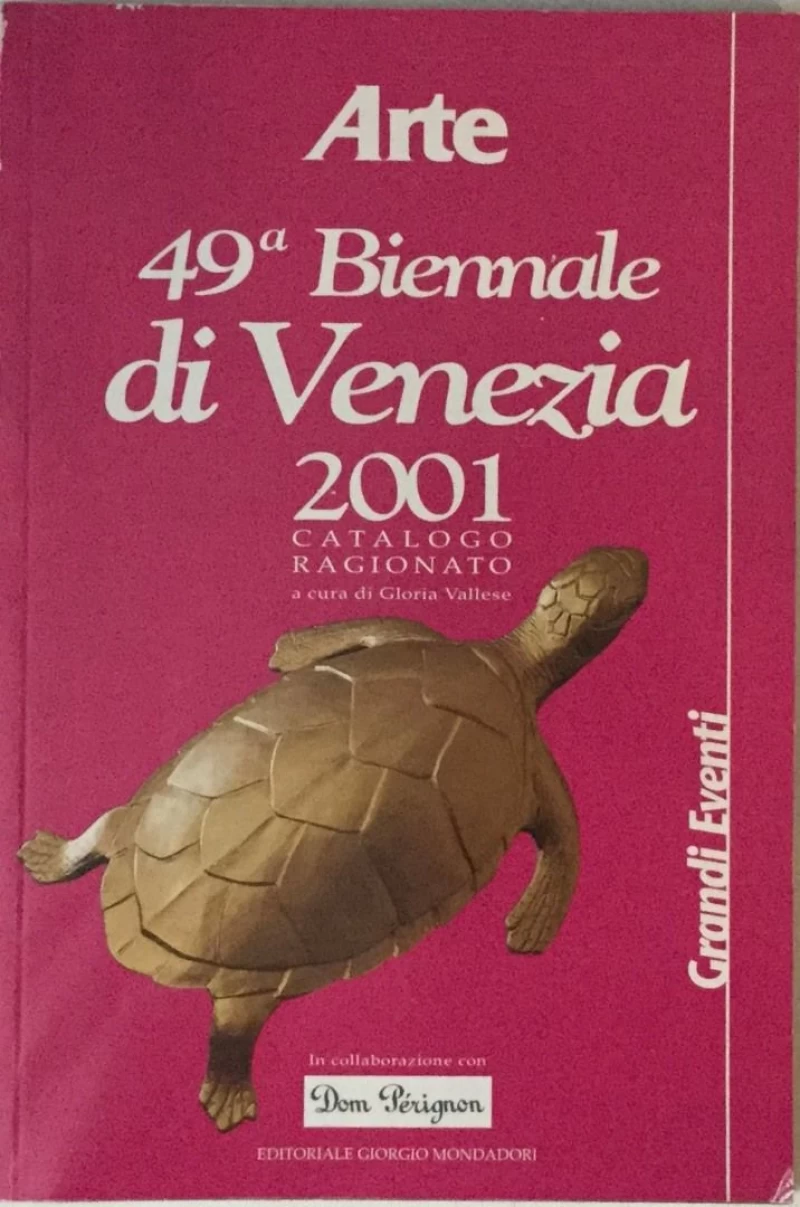 Arte
49ª Biennale
di Venezia
2001
CATALOGO
RAGIONATO
a cura di Gloria Vallese
Grandi Eventi
In collaborazione con
Dom Pérignon
EDITORIALE GIORGIO MONDADORI